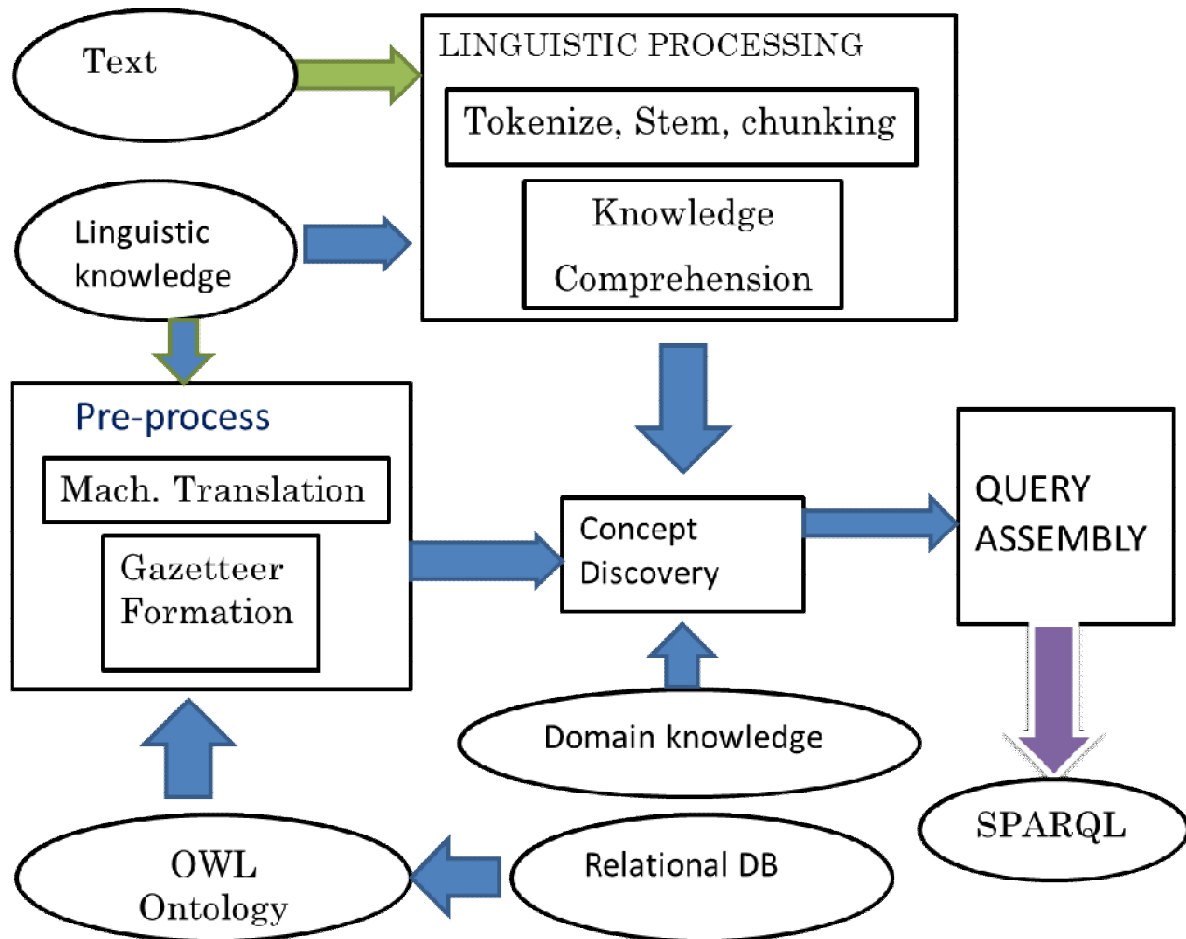 Text
LINGUISTIC PROCESSING
Tokenize, Stem, chunking
Knowledge
Comprehension
Linguistic
knowledge
Pre-process
Mach. Translation
Gazetteer
Formation
Concept
Discovery
QUERY
ASSEMBLY
Domain knowledge
SPARQL
OWL
Ontology
Relational DB